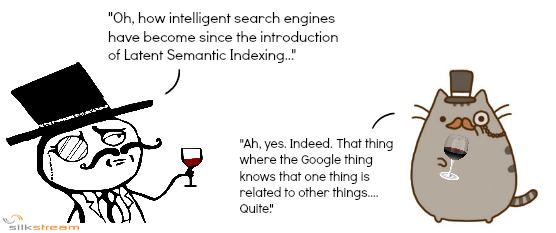 "Oh, how intelligent search engines
have become since the introduction
of Latent Semantic Indexing..."
"Ah, yes. Indeed. That thing
where the Google thing
knows that one thing is
related to other things....
Quite."
silkstream